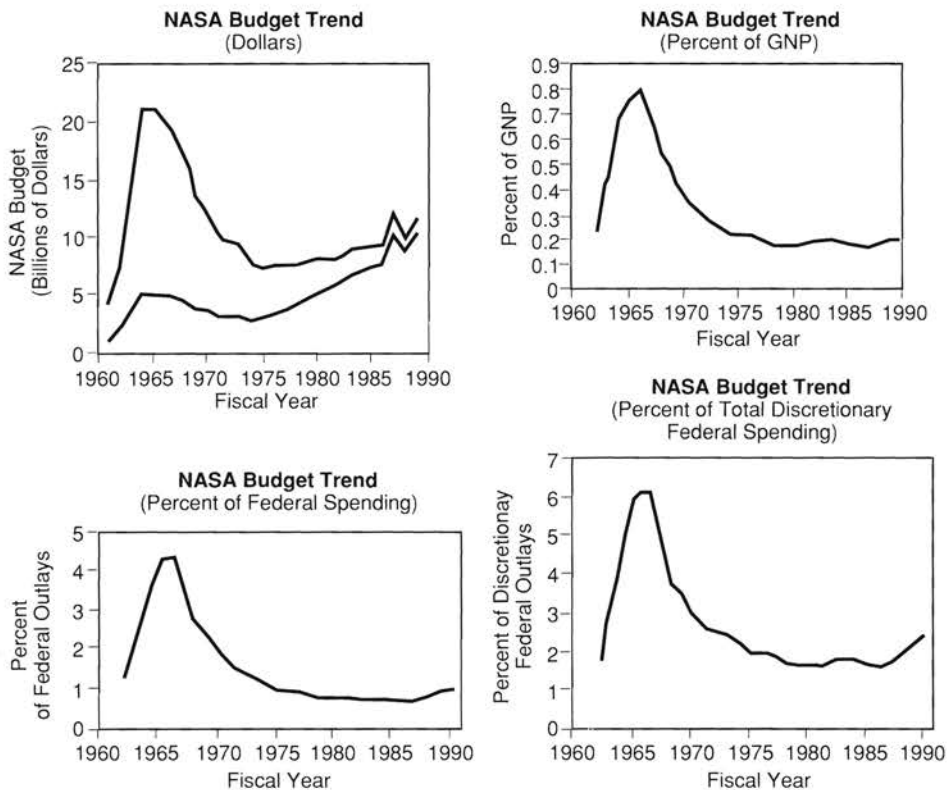 NASA Budget Trend
(Dollars)
25
20
15
10
5
0
NASA Budget
(Billions of Dollars)
1960 1965 1970 1975 1980 1985 1990
Fiscal Year
NASA Budget Trend
(Percent of GNP)
0.9
0.8
0.7
0.6
0.5
0.4
0.3
0.2
0.1
0
Percent of GNP
1960 1965 1970 1975 1980 1985 1990
Fiscal Year
NASA Budget Trend
(Percent of Federal Spending)
5
4
3
2
1
0
Percent
of Federal Outlays
1960 1965 1970 1975 1980 1985 1990
Fiscal Year
NASA Budget Trend
(Percent of Total Discretionary
Federal Spending)
7
6
5
4
3
2
1
0
Percent of Discretionary
Federal Outlays
1960 1965 1970 1975 1980 1985 1990
Fiscal Year